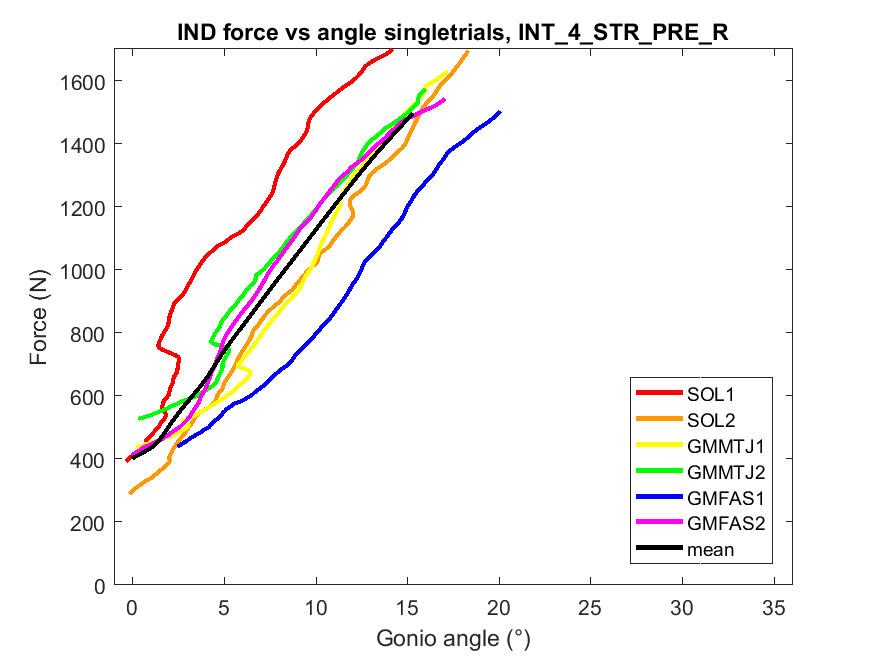 IND force vs angle singletrials, INT_4_STR_PRE_R
1600
1400
1200
1000
800
600
400
200
0
Force (N)
0 5 10 15 20 25 30 35
Gonio angle (°)
SOL1
SOL2
GMMTJ1
GMMTJ2
GMFAS1
GMFAS2
mean